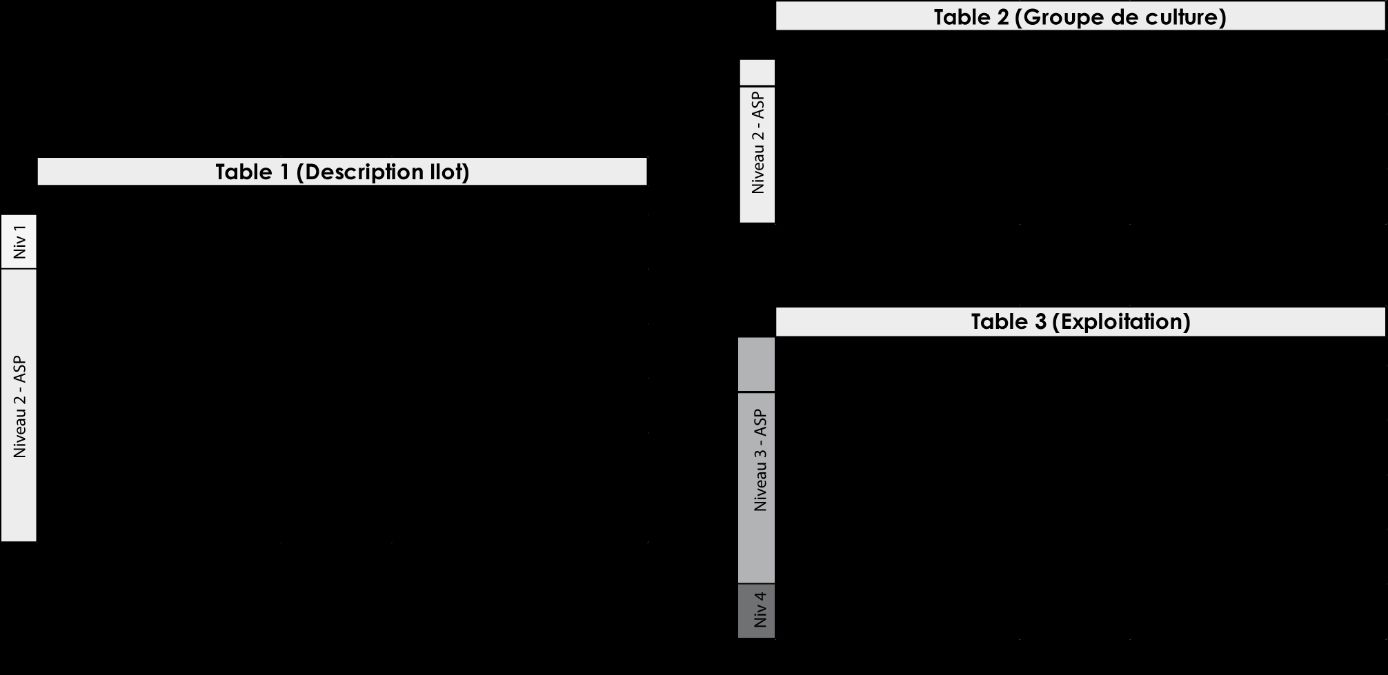 Table 1 (Description Ilot)
Niv 1
Niveau 2 - ASP
Table 2 (Groupe de culture)
Niveau 2 - ASP
Table 3 (Exploitation)
Niveau 3 - ASP
Niv 4